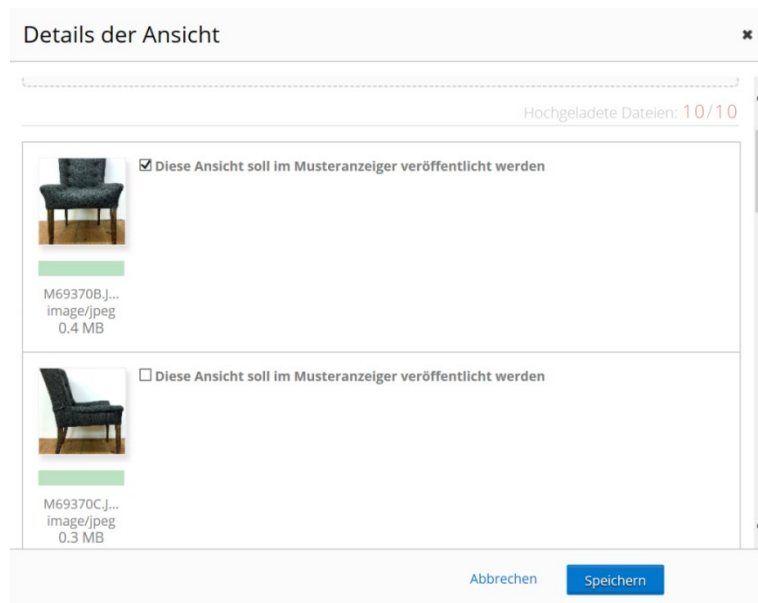 Details der Ansicht
Hochgeladete Dateien: 10/10
Diese Ansicht soll im Musteranzeiger veröffentlicht werden
M69370B.J...
image/jpeg
0.4 MB
Diese Ansicht soll im Musteranzeiger veröffentlicht werden
M69370C.J...
image/jpeg
0.3 MB
Abbrechen
Speichern